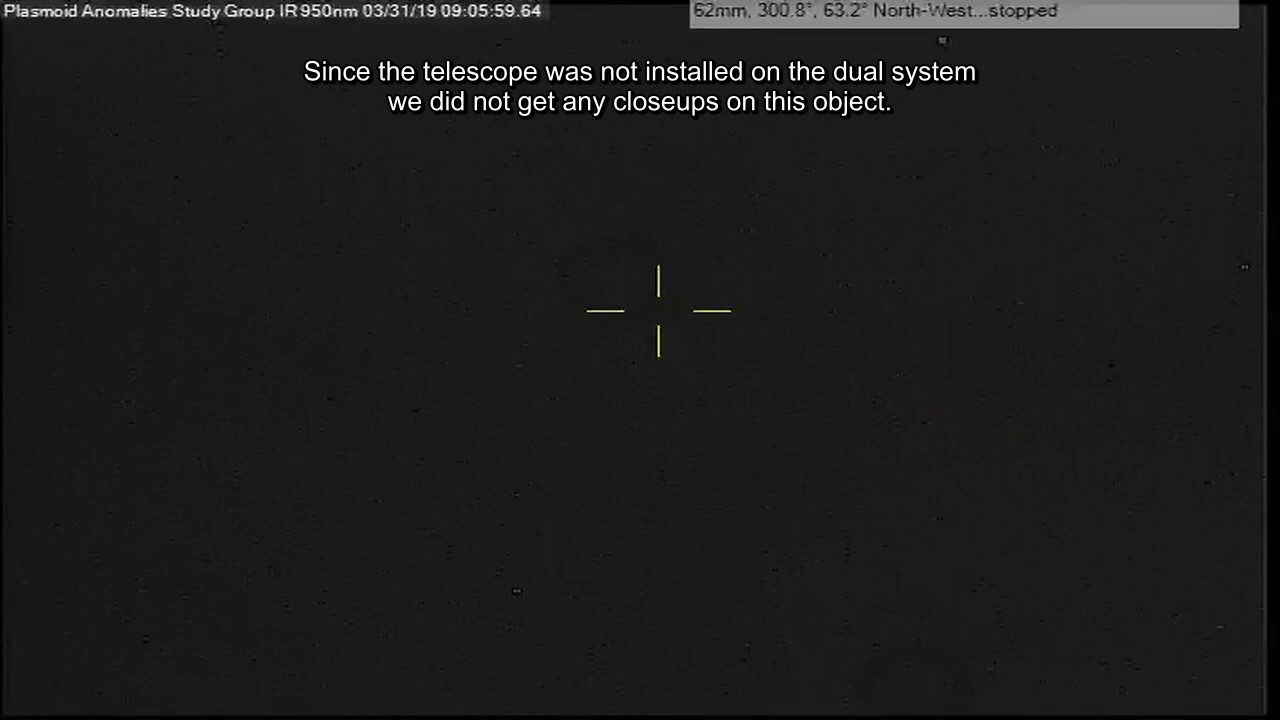 Plasmoid Anomalies Study Group IR 950nm 03/31/19 09:05:59.64
62mm, 300.8°, 63.2° North-West...stopped
Since the telescope was not installed on the dual system
we did not get any closeups on this object.